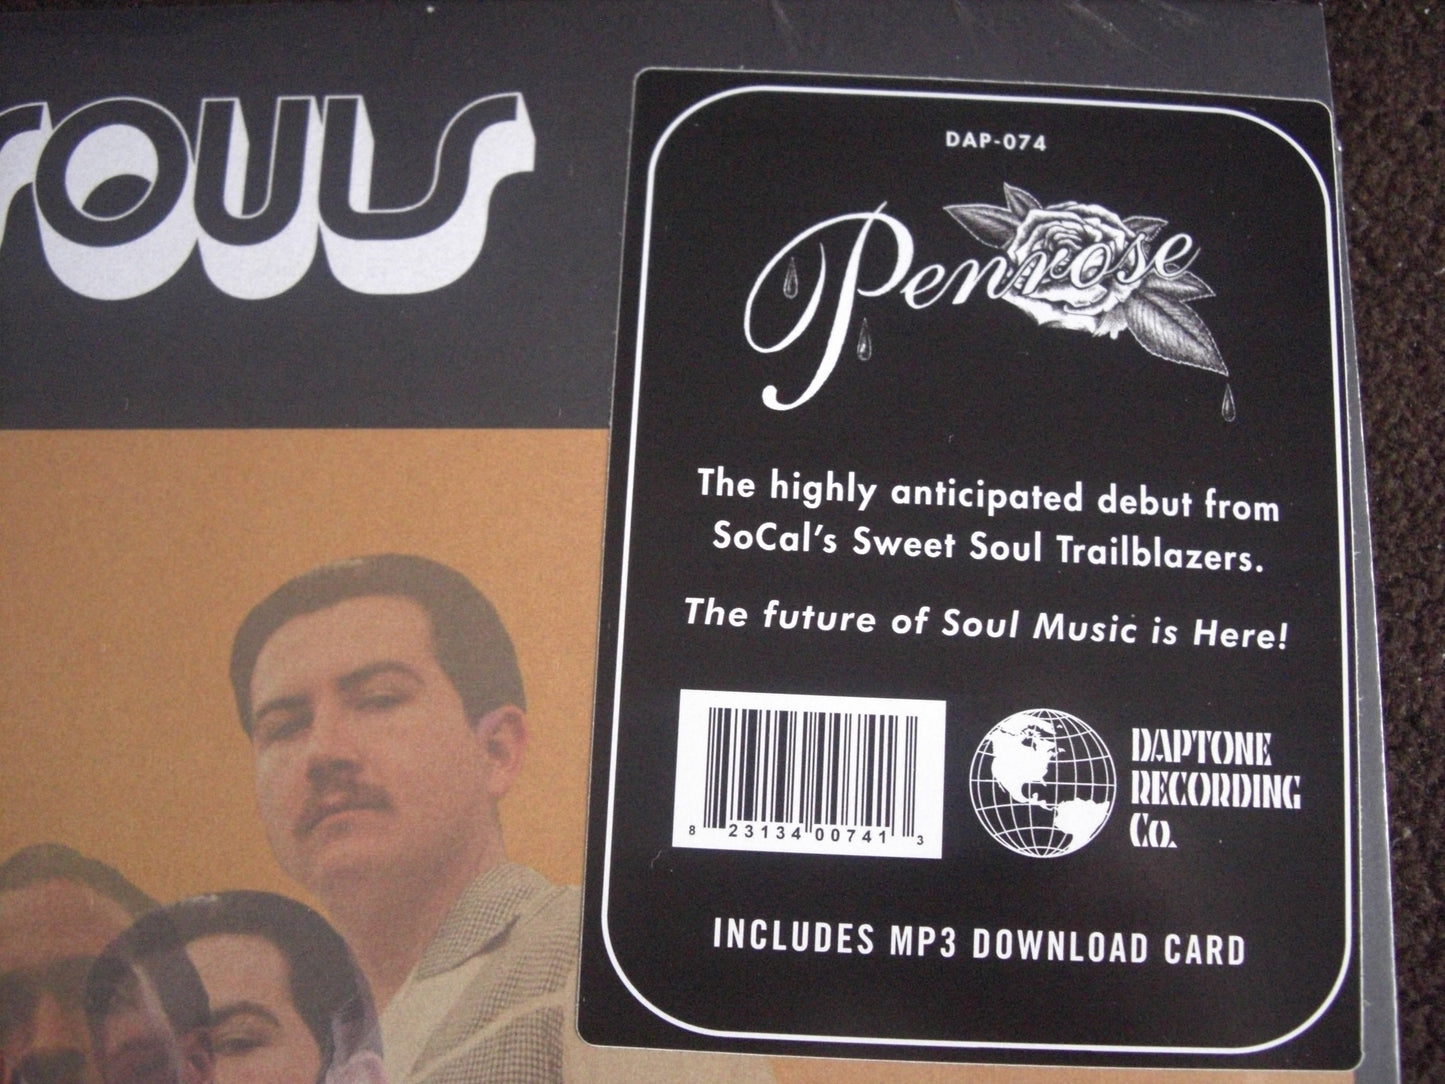 SOULS
DAP-074
Penrose
The highly anticipated debut from
SoCal's Sweet Soul Trailblazers.
The future of Soul Music is Here!
8 23134 00741 3
DAPTONE
RECORDING
Co.
INCLUDES MP3 DOWNLOAD CARD